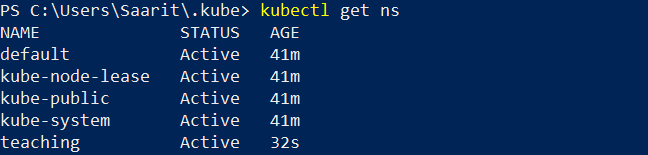 PS C:\Users\Saarit\.kube> kubectl get ns
NAME STATUS AGE
default Active 41m
kube-node-lease Active 41m
kube-public Active 41m
kube-system Active 41m
teaching Active 32s